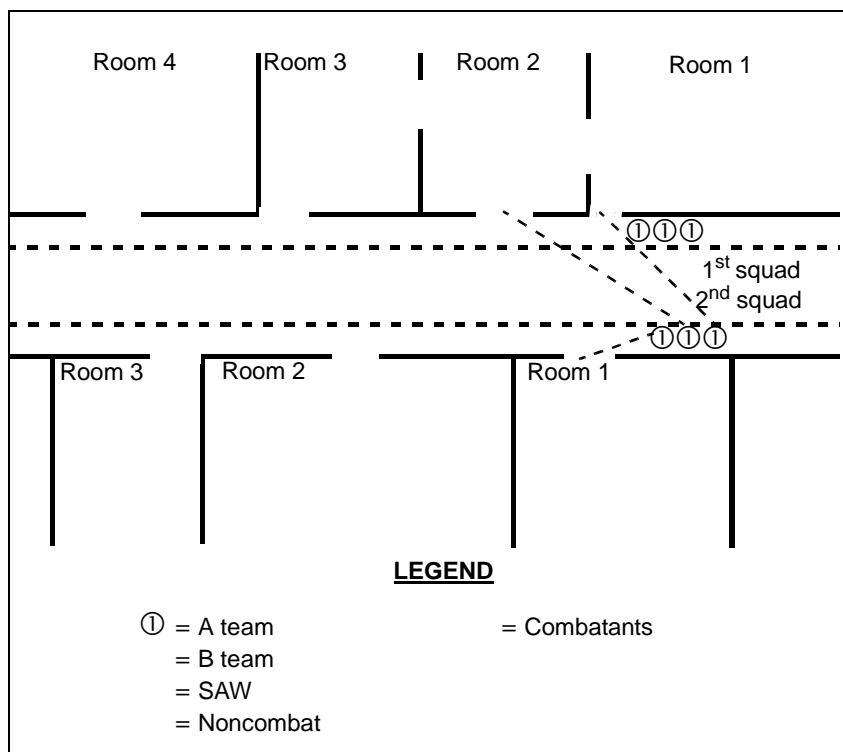 Room 4 Room 3 Room 2 Room 1
①①①
1st squad
2nd squad
①①①
Room 3 Room 2 Room 1
LEGEND
① = A team = Combatants
= B team
= SAW
= Noncombat